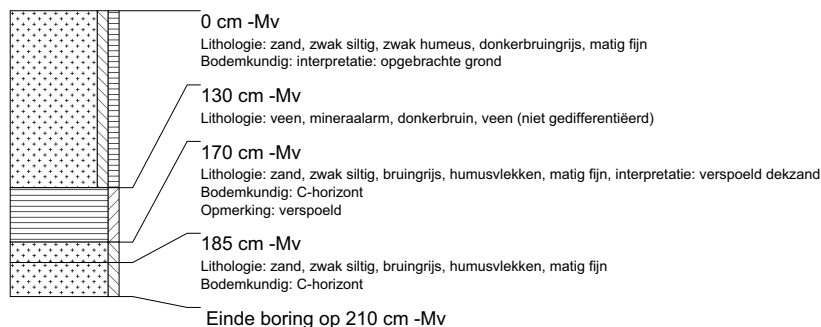 0 cm -Mv
Lithologie: zand, zwak siltig, zwak humeus, donkerbruingrijs, matig fijn
Bodemkundig: interpretatie: opgebrachte grond
130 cm -Mv
Lithologie: veen, mineraalarm, donkerbruin, veen (niet gedifferentiëerd)
170 cm -Mv
Lithologie: zand, zwak siltig, bruingrijs, humusvlekken, matig fijn, interpretatie: verspoeld dekzand
Bodemkundig: C-horizont
Opmerking: verspoeld
185 cm -Mv
Lithologie: zand, zwak siltig, bruingrijs, humusvlekken, matig fijn
Bodemkundig: C-horizont
Einde boring op 210 cm -Mv